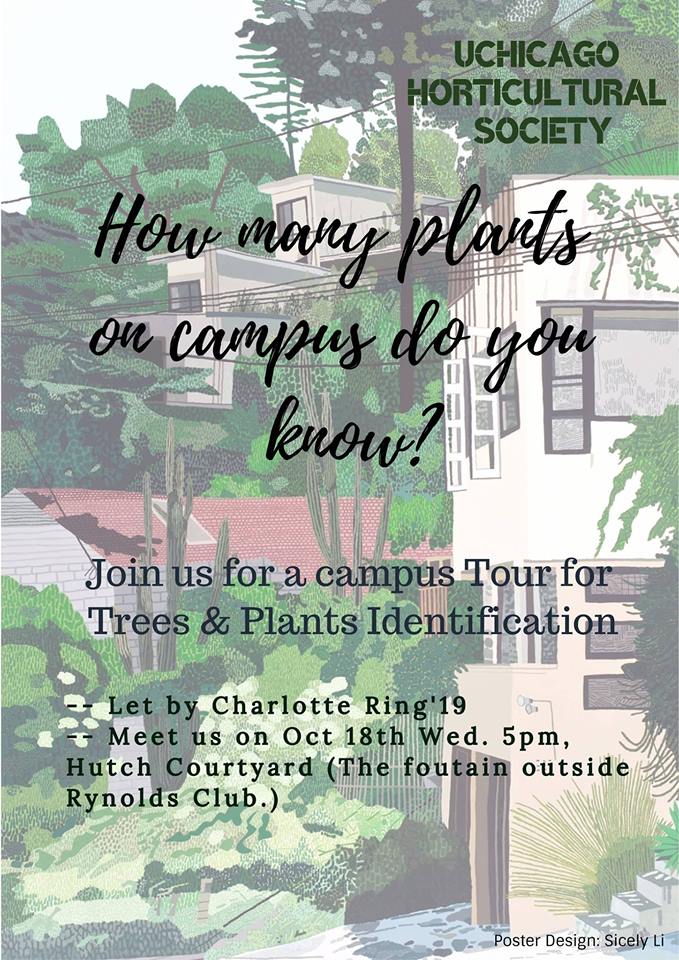 UCHICAGO
HORTICULTURAL
SOCIETY
How many plants
on campus do you
know?
Join us for a campus Tour for
Trees & Plants Identification
-- Let by Charlotte Ring'19
-- Meet us on Oct 18th Wed. 5pm,
Hutch Courtyard (The foutain outside
Rynolds Club.)
Poster Design: Sicely Li